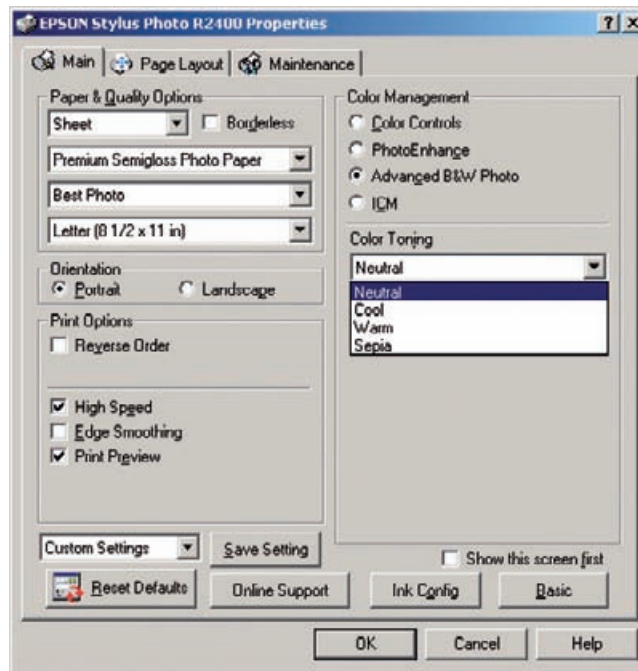 EPSON Stylus Photo R2400 Properties
Main
Page Layout
Maintenance
Paper & Quality Options
Sheet
Borderless
Premium Semigloss Photo Paper
Best Photo
Letter (8 1/2 x 11 in)
Orientation
Portrait
Landscape
Print Options
Reverse Order
High Speed
Edge Smoothing
Print Preview
Color Management
Color Controls
PhotoEnhance
Advanced B&W Photo
ICM
Color Toning
Neutral
Neutral
Cool
Warm
Sepia
Custom Settings
Save Setting
Show this screen first
Reset Defaults
Online Support
Ink Config
Basic
OK
Cancel
Help